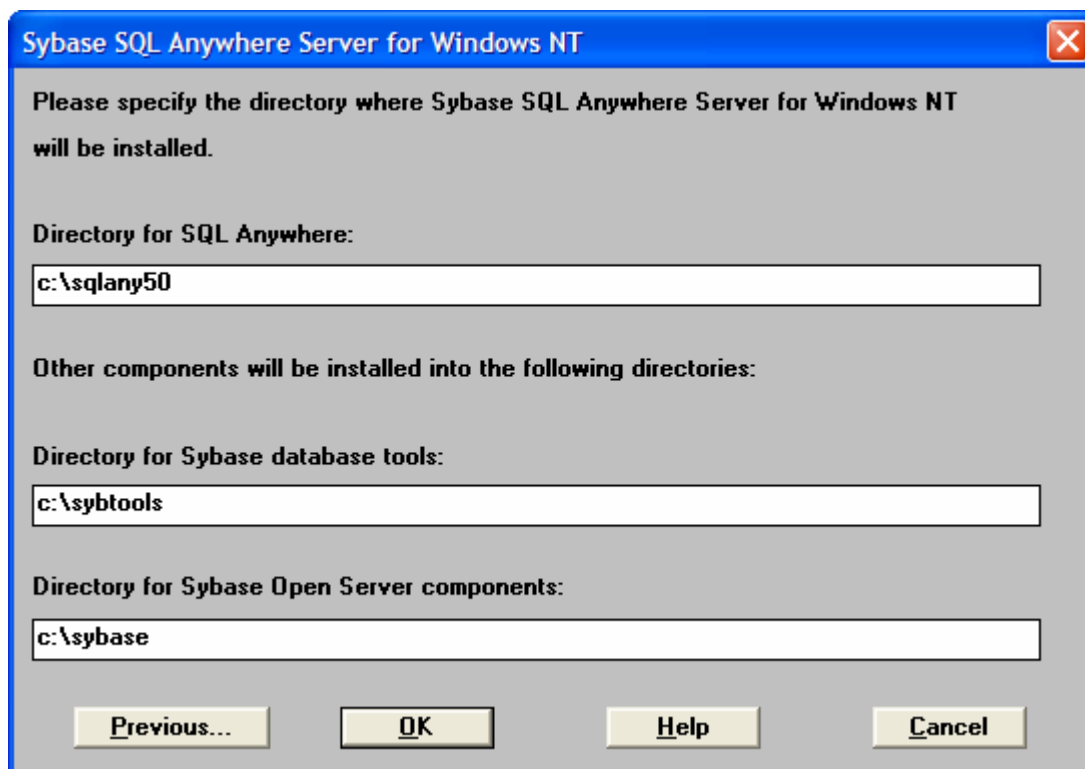 Sybase SQL Anywhere Server for Windows NT
Please specify the directory where Sybase SQL Anywhere Server for Windows NT
will be installed.
Directory for SQL Anywhere:
c:\sqlany50
Other components will be installed into the following directories:
Directory for Sybase database tools:
c:\sybtools
Directory for Sybase Open Server components:
c:\sybase
Previous... OK Help Cancel